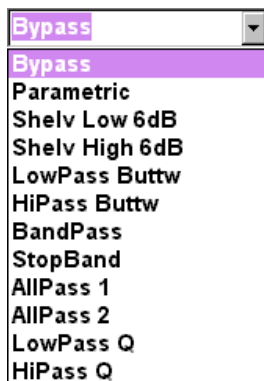 Bypass
Bypass
Parametric
Shelv Low 6dB
Shelv High 6dB
LowPass Buttw
HiPass Buttw
BandPass
StopBand
AllPass 1
AllPass 2
LowPass Q
HiPass Q